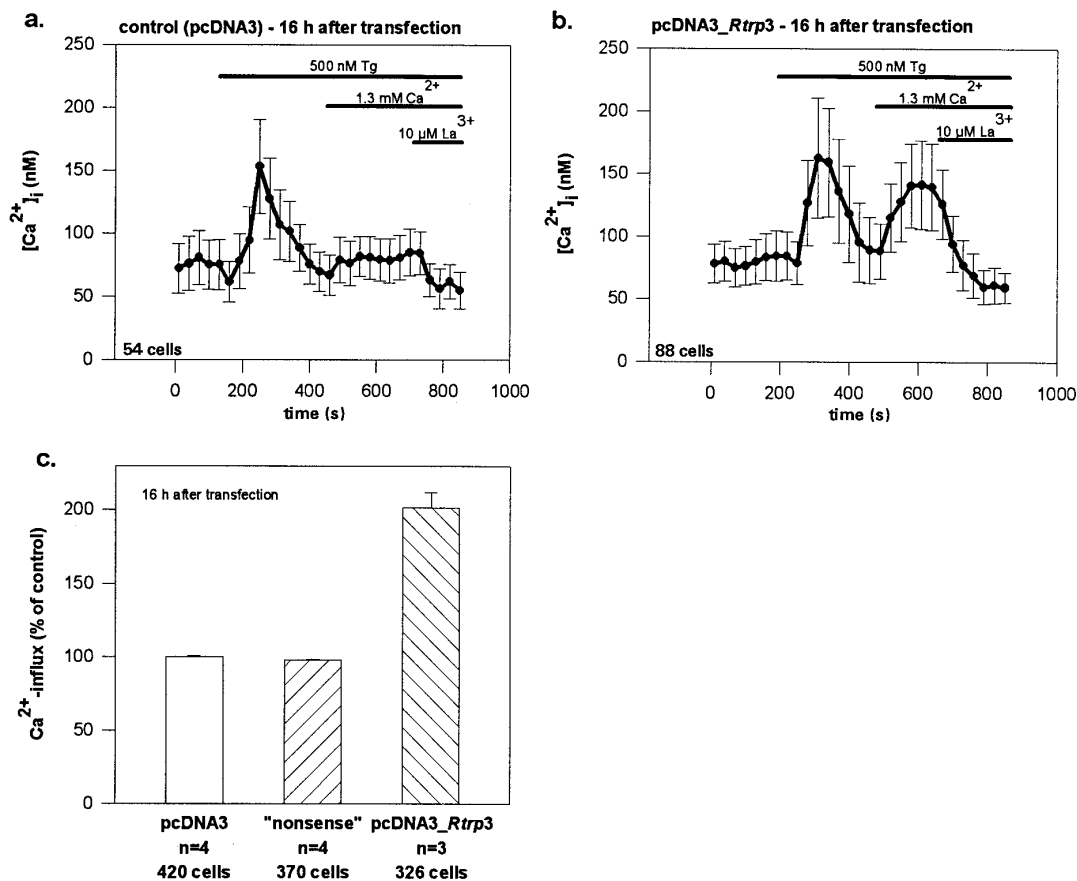 a.
control (pcDNA3) - 16 h after transfection
250
200
150
100
50
0
[Ca²⁺]ᵢ (nM)
500 nM Tg
1.3 mM Ca²⁺
10 µM La³⁺
54 cells
0 200 400 600 800 1000
time (s)
b.
pcDNA3_Rtrp3 - 16 h after transfection
250
200
150
100
50
0
[Ca²⁺]ᵢ (nM)
500 nM Tg
1.3 mM Ca²⁺
10 µM La³⁺
88 cells
0 200 400 600 800 1000
time (s)
c.
16 h after transfection
200
150
100
50
0
Ca²⁺-influx (% of control)
pcDNA3 "nonsense" pcDNA3_Rtrp3
n=4 n=4 n=3
420 cells 370 cells 326 cells